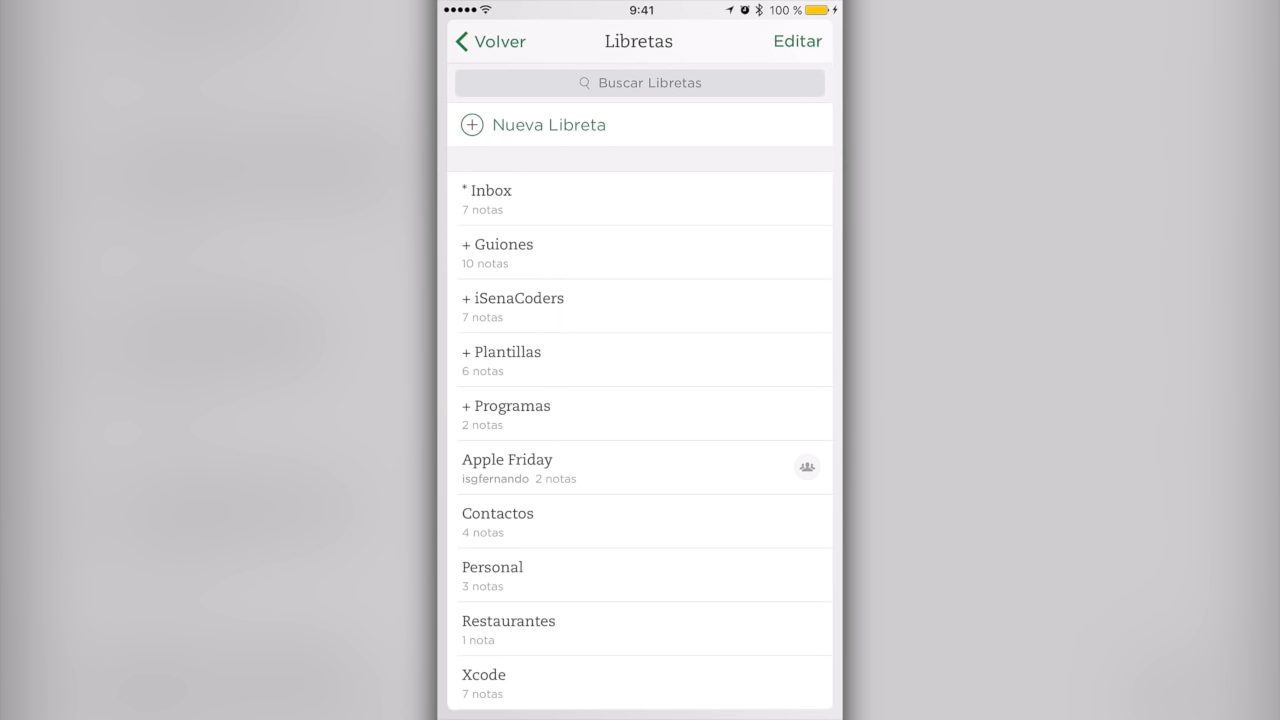 9:41
100 %
Volver
Libretas
Editar
Buscar Libretas
Nueva Libreta
* Inbox
7 notas
+ Guiones
10 notas
+ iSenaCoders
7 notas
+ Plantillas
6 notas
+ Programas
2 notas
Apple Friday
isgfernando 2 notas
Contactos
4 notas
Personal
3 notas
Restaurantes
1 nota
Xcode
7 notas